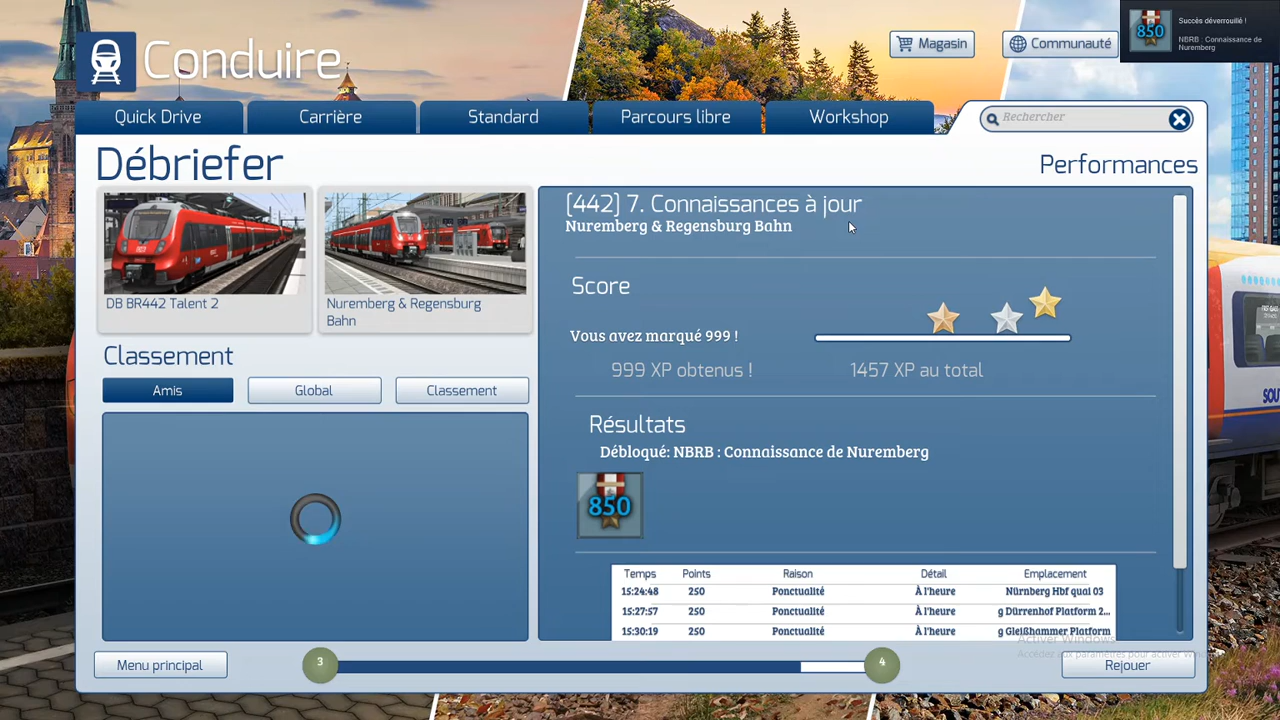 Conduire
Magasin
Communauté
850
Succès déverrouillé !
NBRB : Connaissance de
Nuremberg
Quick Drive
Carrière
Standard
Parcours libre
Workshop
Rechercher
Débriefer
Performances
DB BR442 Talent 2
Nuremberg & Regensburg
Bahn
Classement
Amis
Global
Classement
[442] 7. Connaissances à jour
Nuremberg & Regensburg Bahn
Score
Vous avez marqué 999 !
999 XP obtenus !
1457 XP au total
Résultats
Débloqué: NBRB : Connaissance de Nuremberg
850
Temps Points Raison Détail Emplacement
15:24:48 250 Ponctualité À l'heure Nürnberg Hbf quai 03
15:27:57 250 Ponctualité À l'heure g Dürrenhof Platform 2...
15:30:19 250 Ponctualité À l'heure g Gleißhammer Platform
Activer Windows
Accédez aux paramètres pour activer
Menu principal
3
4
Rejouer